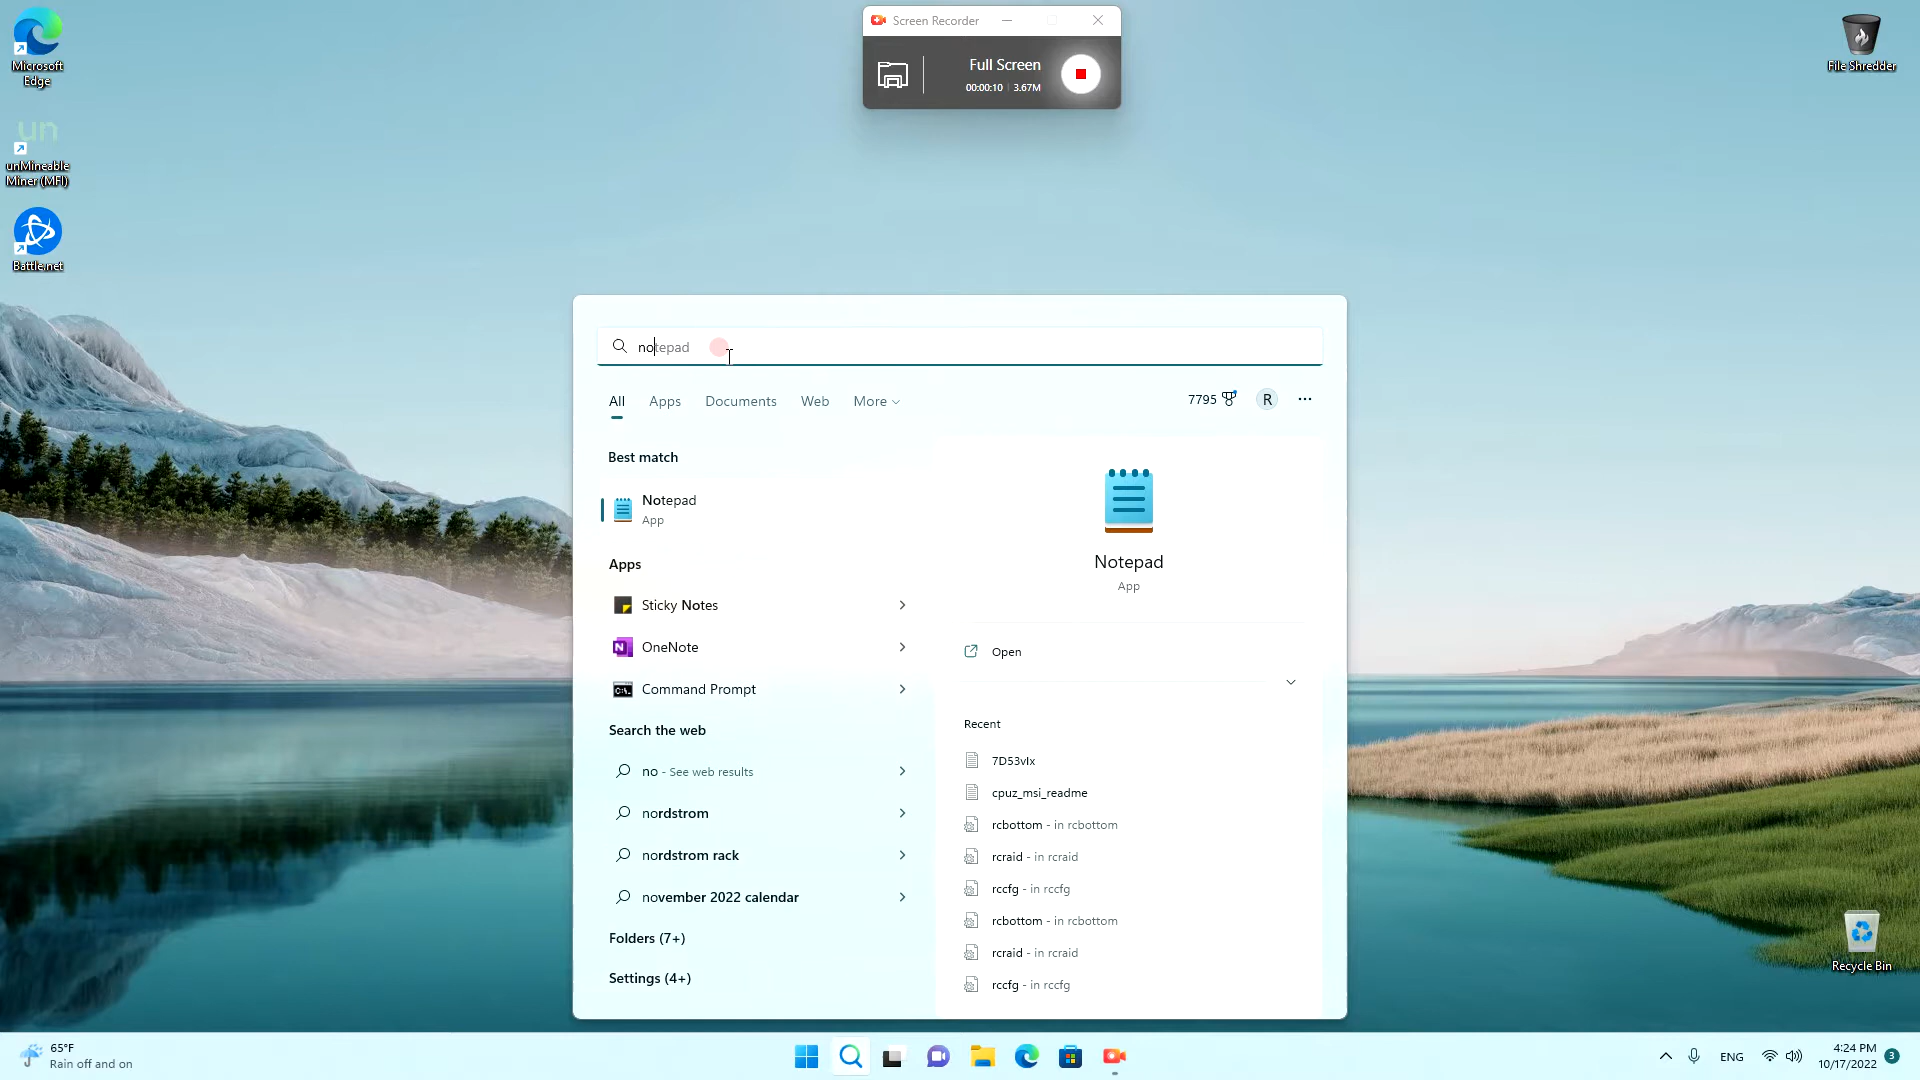 Screen Recorder
Full Screen
00:00:10 3.67M
Microsoft
Edge
un
unMineable
Miner (MFI)
Battle.net
File Shredder
notepad
All Apps Documents Web More
7795 R
Best match
Notepad
App
Apps
Sticky Notes
OneNote
Command Prompt
Search the web
no - See web results
nordstrom
nordstrom rack
november 2022 calendar
Folders (7+)
Settings (4+)
Notepad
App
Open
Recent
7D53vIx
cpuz_msi_readme
rcbottom - in rcbottom
rcraid - in rcraid
rccfg - in rccfg
rcbottom - in rcbottom
rcraid - in rcraid
rccfg - in rccfg
Recycle Bin
65°F
Rain off and on
ENG
4:24 PM
10/17/2022
3